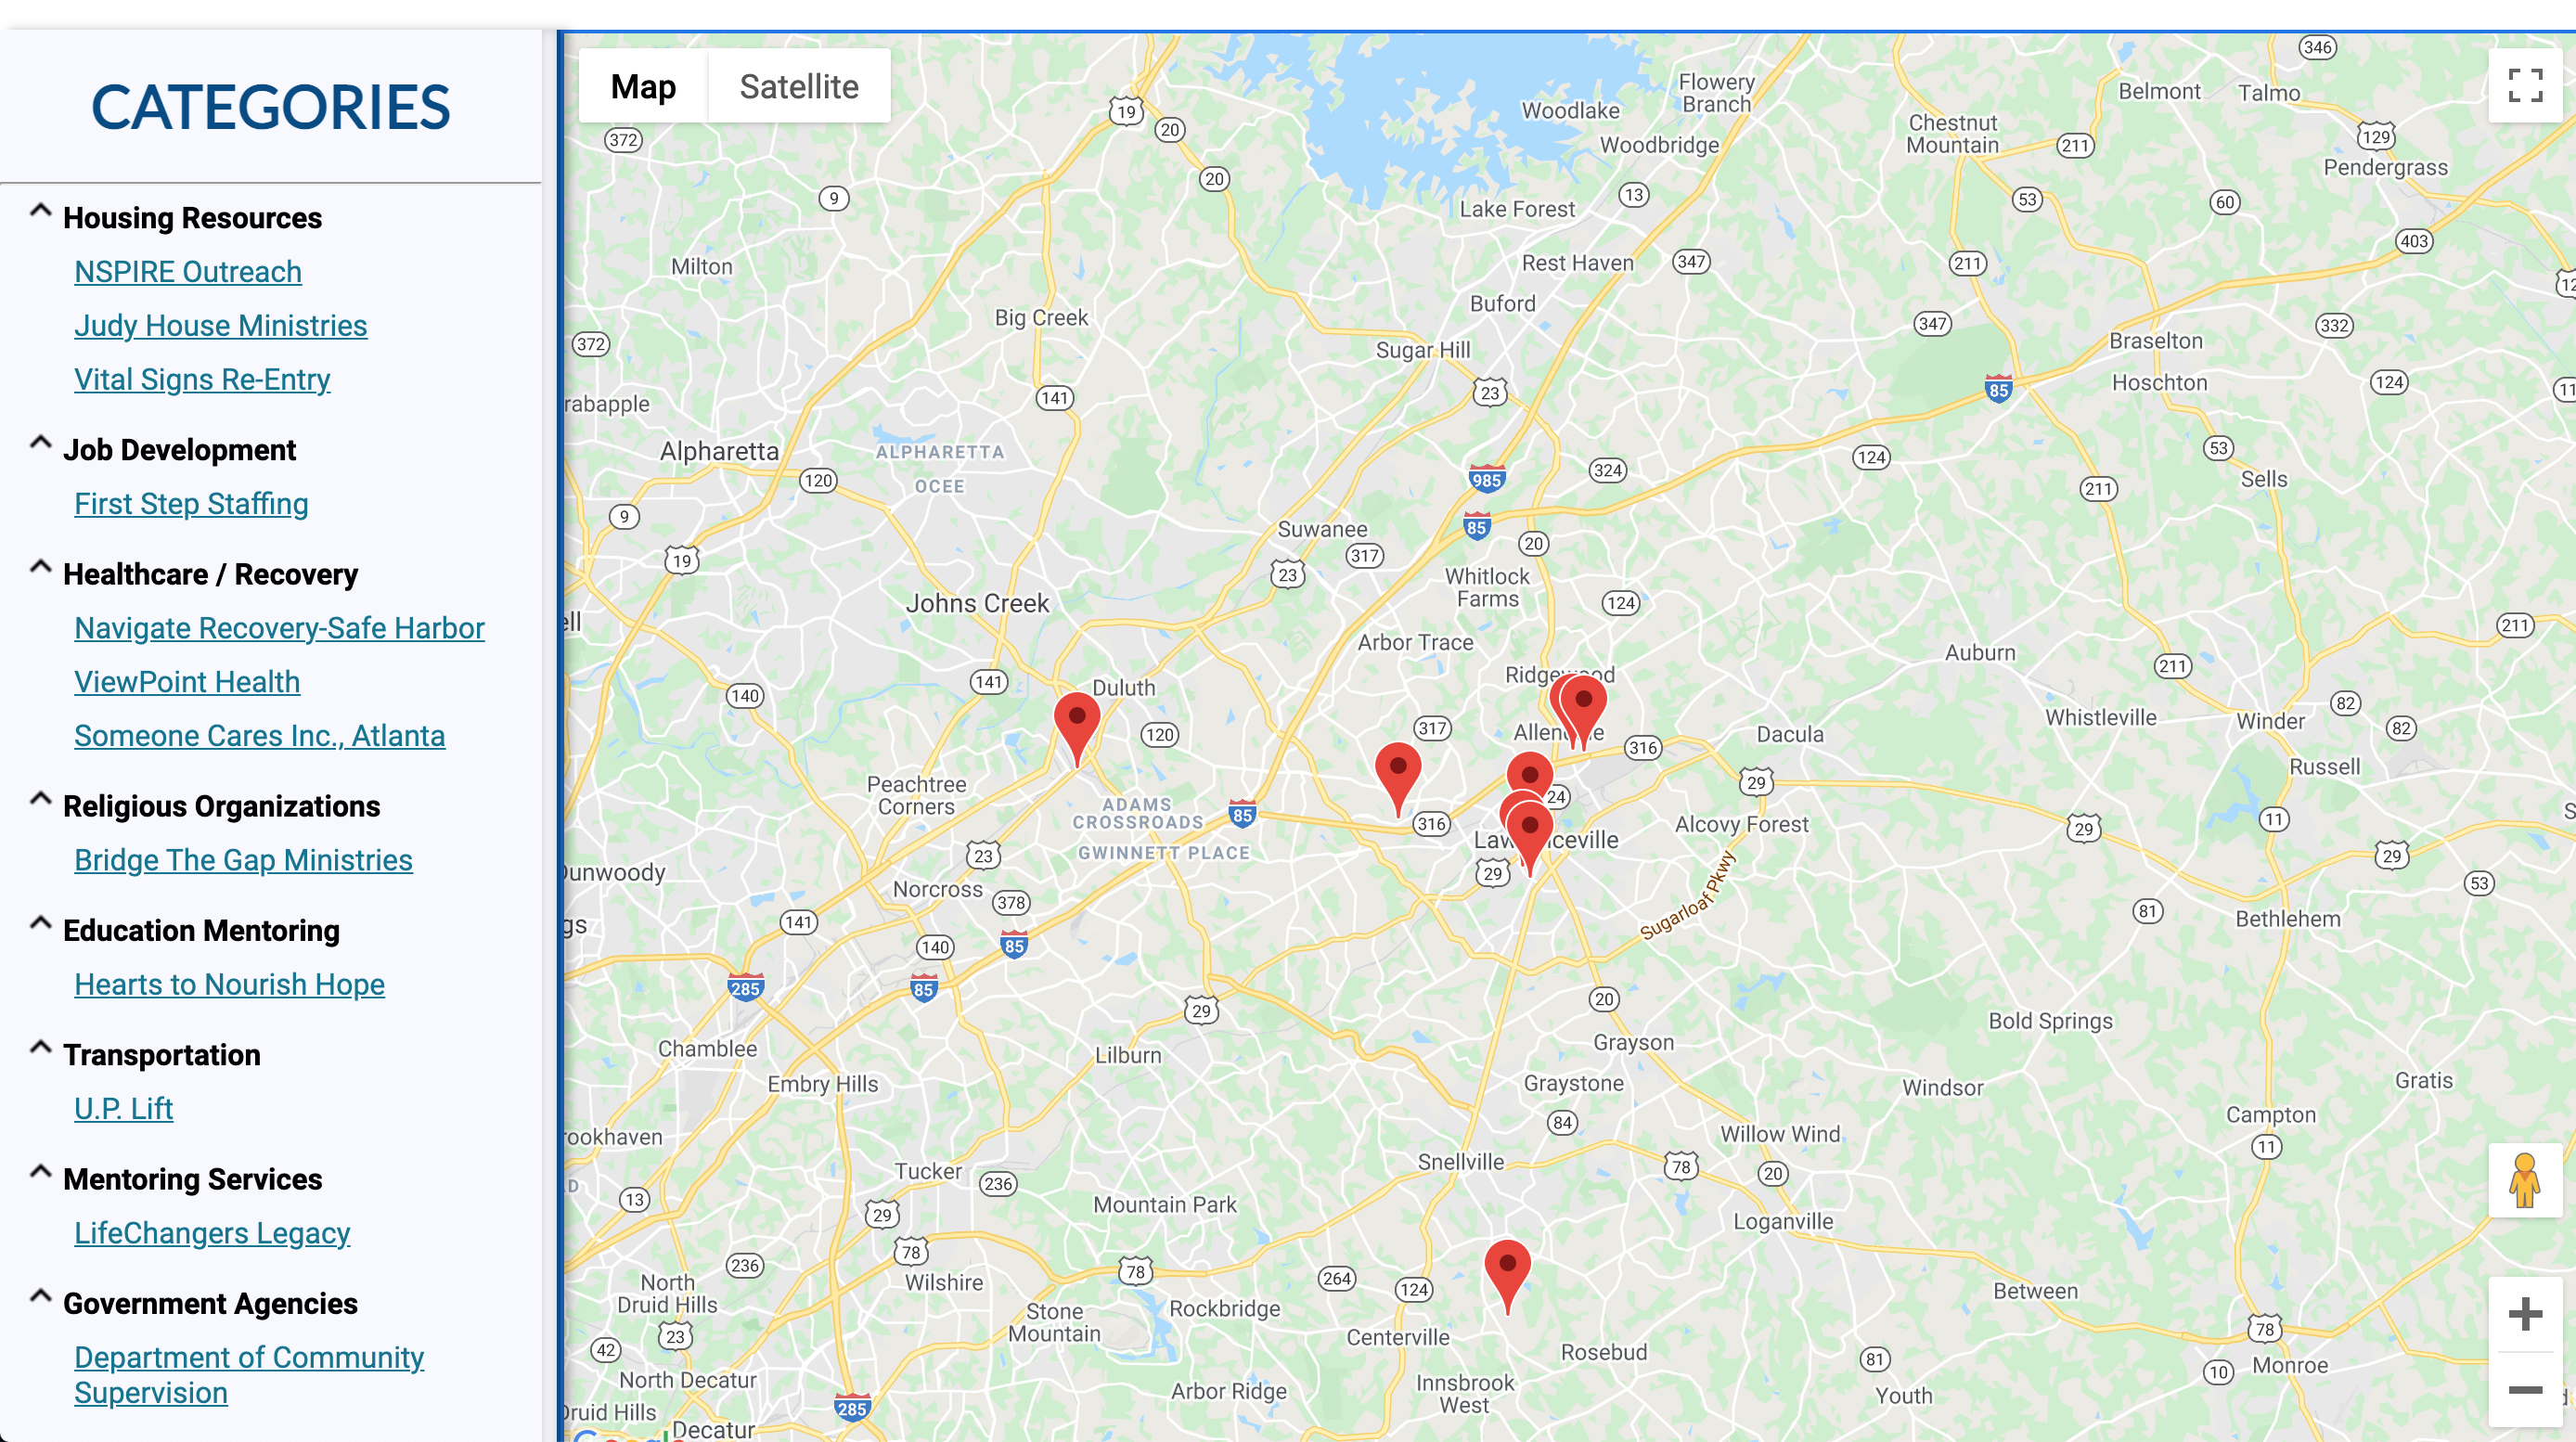 CATEGORIES
Housing Resources
NSPIRE Outreach
Judy House Ministries
Vital Signs Re-Entry
Job Development
First Step Staffing
Healthcare / Recovery
Navigate Recovery-Safe Harbor
ViewPoint Health
Someone Cares Inc., Atlanta
Religious Organizations
Bridge The Gap Ministries
Education Mentoring
Hearts to Nourish Hope
Transportation
U.P. Lift
Mentoring Services
LifeChangers Legacy
Government Agencies
Department of Community
Supervision
Map Satellite
346
Flowery
Branch
Woodlake
Belmont Talmo
19
20
372
Chestnut
Mountain
211
129
Woodbridge
Pendergrass
20
9
13
53
60
Lake Forest
403
Milton
Rest Haven
347
211
Buford
Big Creek
347
332
372
Sugar Hill
Braselton
Hoschton
124
85
23
141
rabapple
Alpharetta
ALPHARETTA
OCEE
120
985
324
124
53
Sells
211
9
85
Suwanee
317
20
19
23
Whitlock
Farms
124
Johns Creek
ell
211
Arbor Trace
Auburn
211
Ridgewood
141
Duluth
140
82
Whistleville
Winder
82
317
120
316
Dacula
Russell
Peachtree
Corners
29
ADAMS
CROSSROADS
85
24
11
316
Alcovy Forest
29
GWINNETT PLACE
23
29
29
Dunwoody
Norcross
378
Sugarloaf Pkwy
53
81
Bethlehem
gs
141
140
85
285
85
20
29
Bold Springs
Chamblee
Lilburn
Grayson
Embry Hills
Graystone
Windsor
Gratis
84
Campton
rookhaven
Willow Wind
11
Tucker
Snellville
78
20
236
13
Mountain Park
29
Loganville
78
236
78
264
124
Wilshire
North
Druid Hills
Between
Stone
Mountain
Rockbridge
Centerville
78
23
42
Rosebud
81
10
Monroe
North Decatur
Arbor Ridge
Innsbrook
West
Youth
285
Druid Hills
Decatur
Google